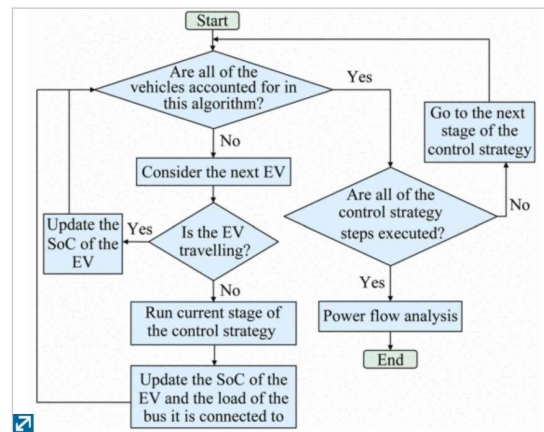 Start
Are all of the
vehicles accounted for in
this algorithm?
Yes
No
Consider the next EV
Is the EV
travelling?
Yes
Update the
SoC of the
EV
No
Run current stage of
the control strategy
Update the SoC of the
EV and the load of the
bus it is connected to
Go to the next
stage of the
control strategy
Are all of the
control strategy
steps executed?
No
Yes
Power flow analysis
End